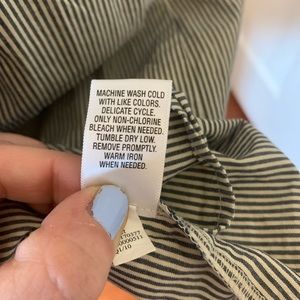 MACHINE WASH COLD
WITH LIKE COLORS.
DELICATE CYCLE.
ONLY NON-CHLORINE
BLEACH WHEN NEEDED.
TUMBLE DRY LOW.
REMOVE PROMPTLY.
WARM IRON
WHEN NEEDED.